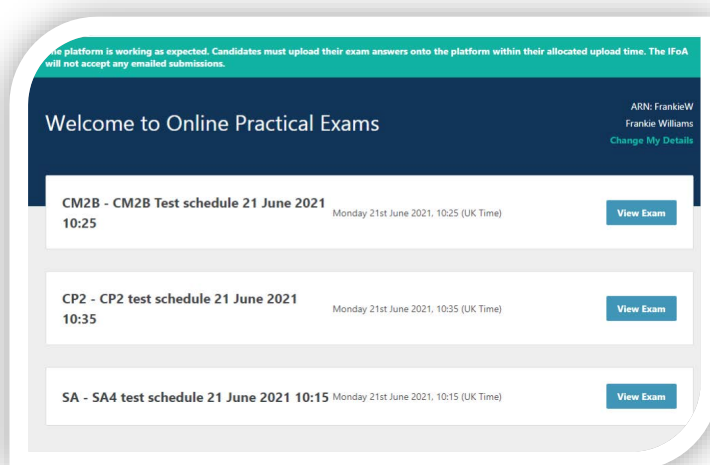 platform is working as expected. Candidates must upload their exam answers onto the platform within their allocated upload time. The IFoA
will not accept any emailed submissions.
Welcome to Online Practical Exams
ARN: FrankieW
Frankie Williams
Change My Details
CM2B - CM2B Test schedule 21 June 2021
10:25
Monday 21st June 2021, 10:25 (UK Time)
View Exam
CP2 - CP2 test schedule 21 June 2021
10:35
Monday 21st June 2021, 10:35 (UK Time)
View Exam
SA - SA4 test schedule 21 June 2021 10:15
Monday 21st June 2021, 10:15 (UK Time)
View Exam